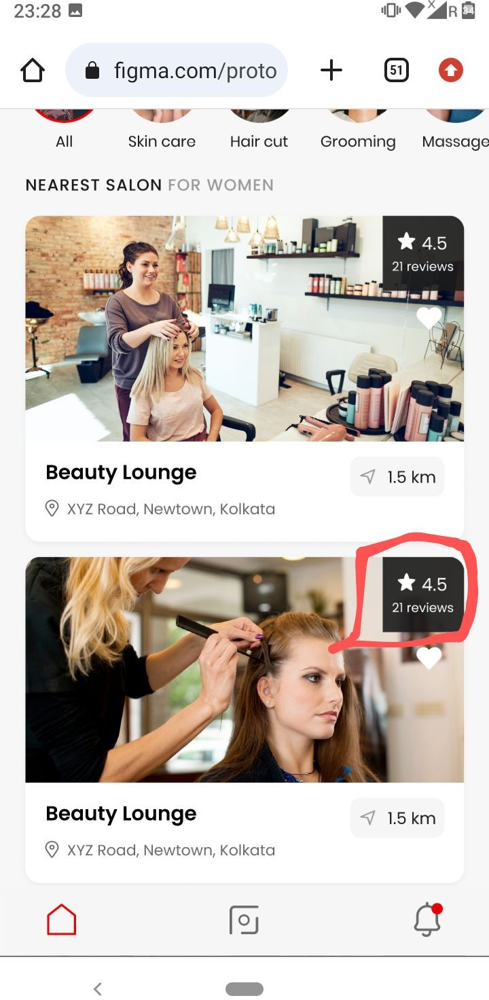 23:28
R 34
figma.com/proto
51
All Skin care Hair cut Grooming Massage
NEAREST SALON FOR WOMEN
4.5
21 reviews
Beauty Lounge
1.5 km
XYZ Road, Newtown, Kolkata
4.5
21 reviews
Beauty Lounge
1.5 km
XYZ Road, Newtown, Kolkata